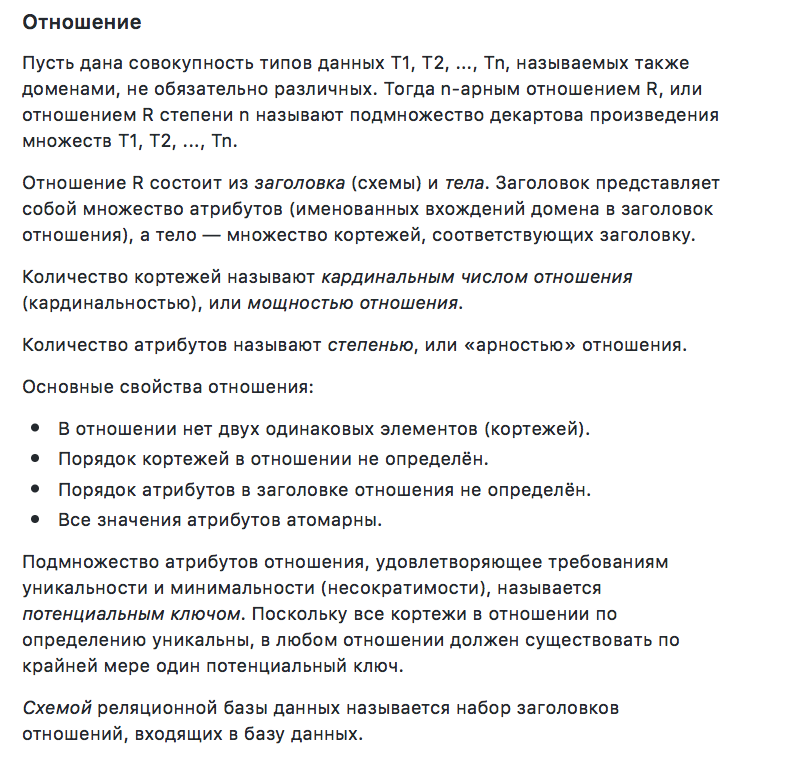 Отношение
Пусть дана совокупность типов данных T1, T2, ..., Tn, называемых также
доменами, не обязательно различных. Тогда n-арным отношением R, или
отношением R степени n называют подмножество декартова произведения
множеств T1, T2, ..., Tn.
Отношение R состоит из заголовка (схемы) и тела. Заголовок представляет
собой множество атрибутов (именованных вхождений домена в заголовок
отношения), а тело — множество кортежей, соответствующих заголовку.
Количество кортежей называют кардинальным числом отношения
(кардинальностью), или мощностью отношения.
Количество атрибутов называют степенью, или «арностью» отношения.
Основные свойства отношения:
• В отношении нет двух одинаковых элементов (кортежей).
• Порядок кортежей в отношении не определён.
• Порядок атрибутов в заголовке отношения не определён.
• Все значения атрибутов атомарны.
Подмножество атрибутов отношения, удовлетворяющее требованиям
уникальности и минимальности (несократимости), называется
потенциальным ключом. Поскольку все кортежи в отношении по
определению уникальны, в любом отношении должен существовать по
крайней мере один потенциальный ключ.
Схемой реляционной базы данных называется набор заголовков
отношений, входящих в базу данных.